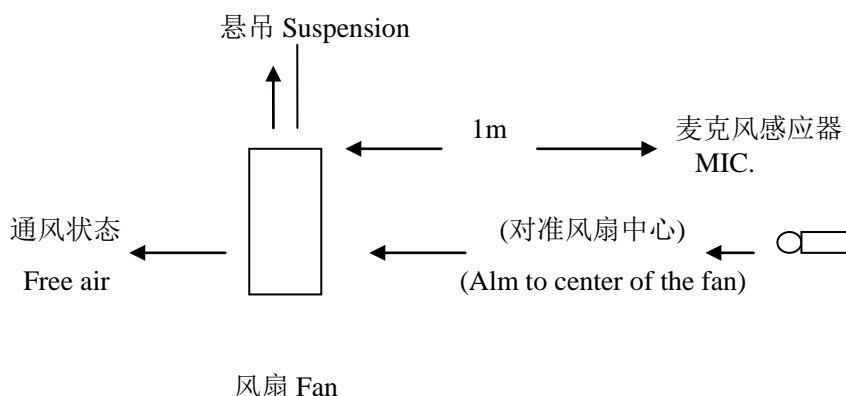 悬吊 Suspension
1m
麦克风感应器
MIC.
通风状态
Free air
(对准风扇中心)
(Alm to center of the fan)
风扇 Fan